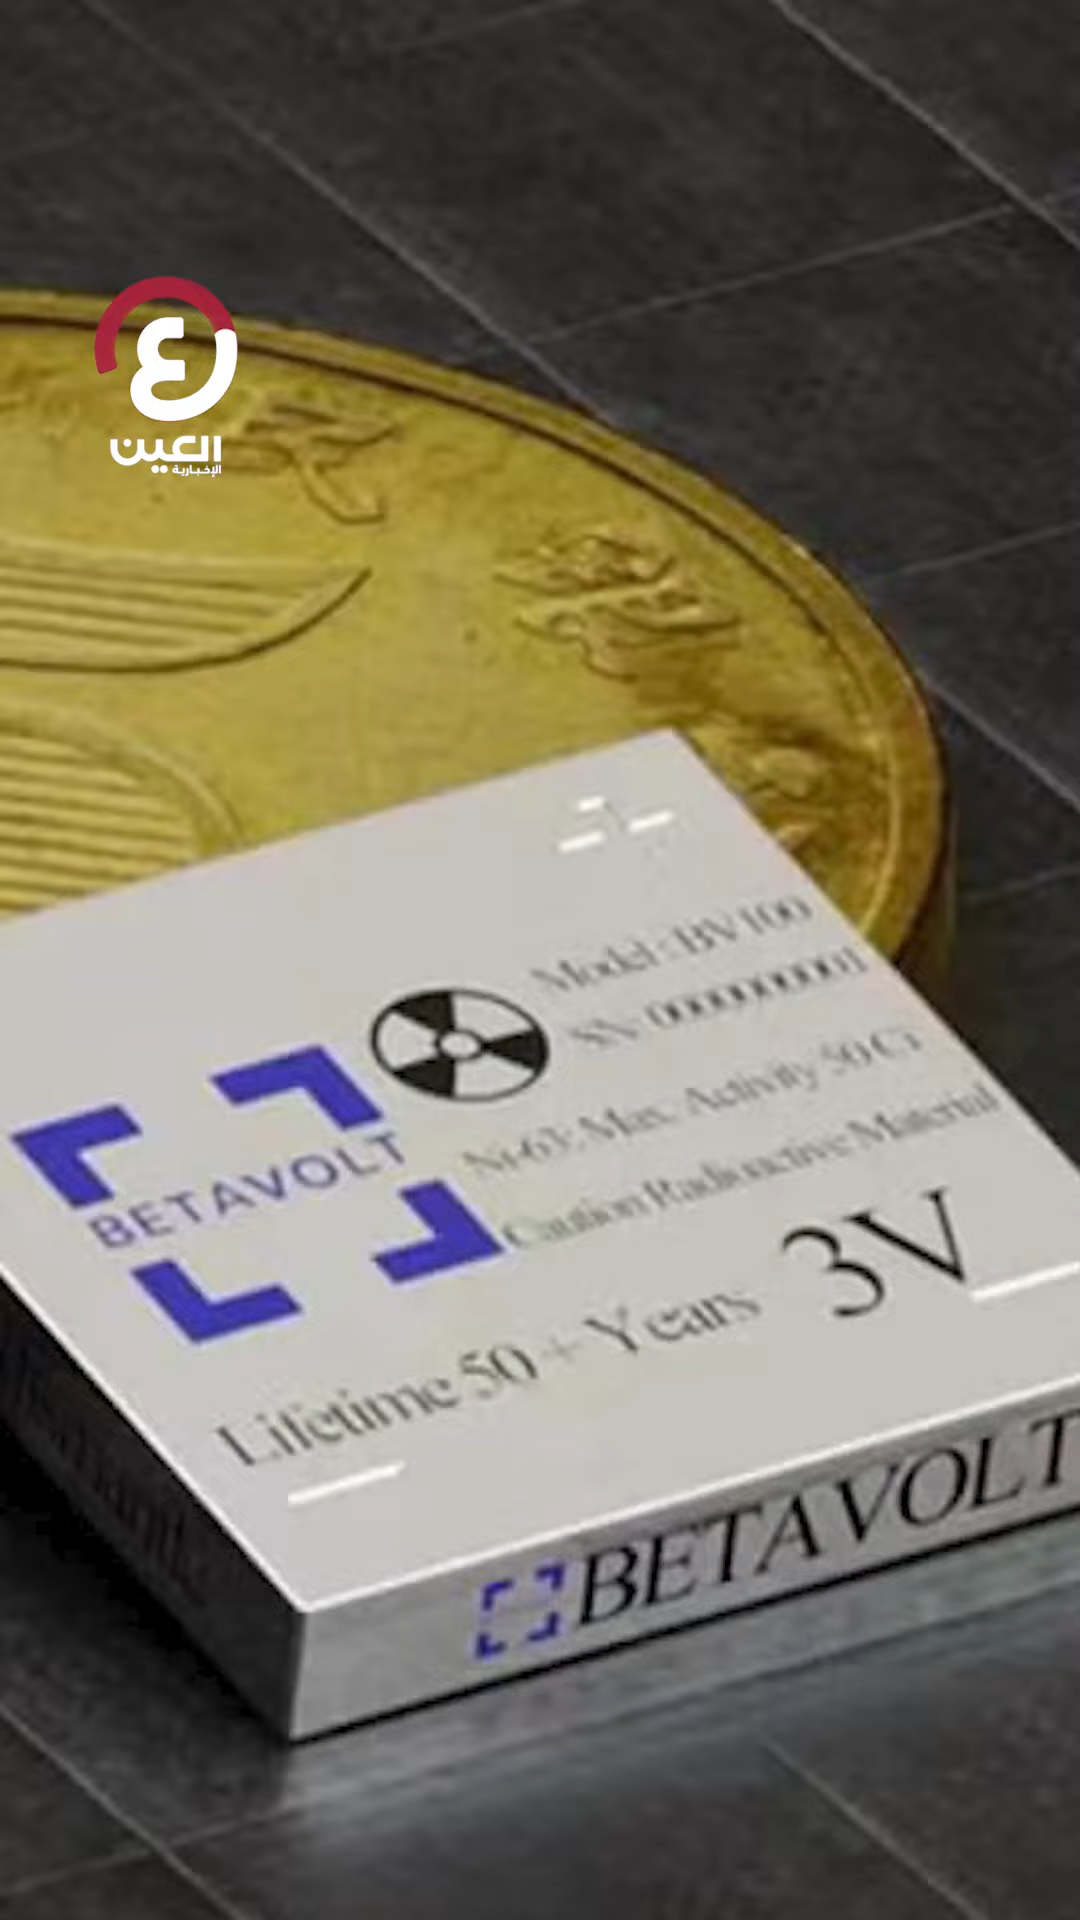 العين
الإخبارية
Model : BV100
SN: 0000000001
Ni-63: Max. Activity 50 Ci
Caution Radioactive Material
BETAVOLT
3V
Lifetime 50 + Years
BETAVOLT